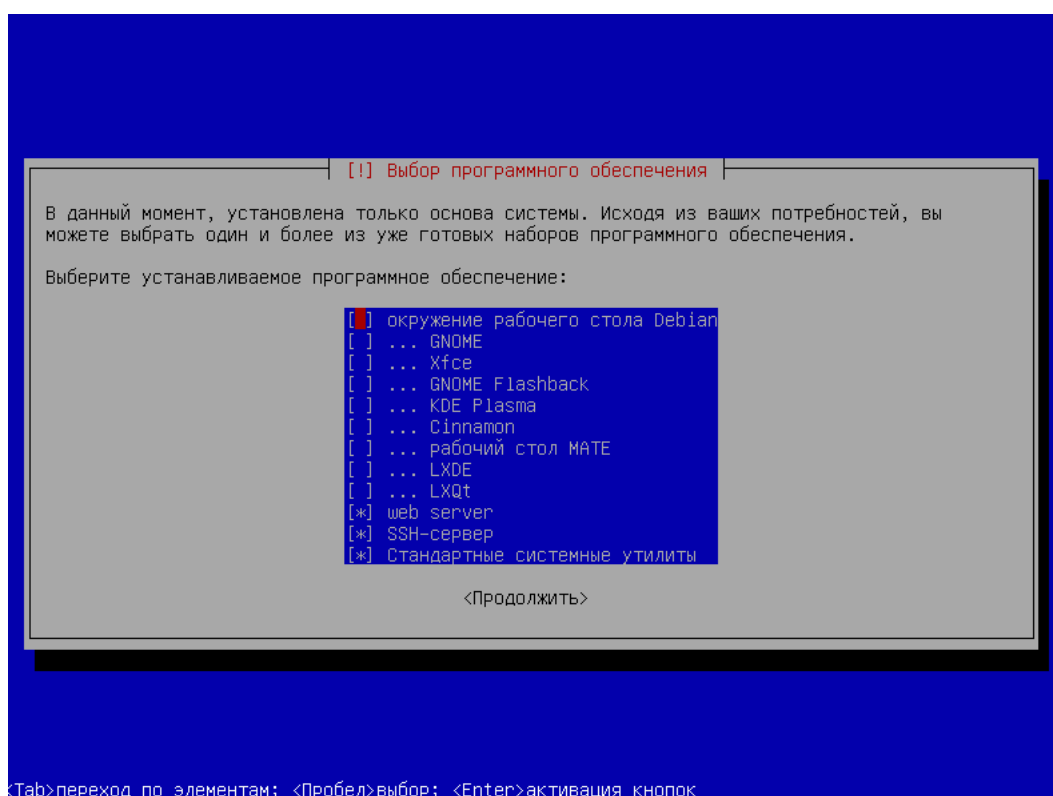 [!] Выбор программного обеспечения
В данный момент, установлена только основа системы. Исходя из ваших потребностей, вы
можете выбрать один и более из уже готовых наборов программного обеспечения.
Выберите устанавливаемое программное обеспечение:
[ ] окружение рабочего стола Debian
[ ] ... GNOME
[ ] ... Xfce
[ ] ... GNOME Flashback
[ ] ... KDE Plasma
[ ] ... Cinnamon
[ ] ... рабочий стол MATE
[ ] ... LXDE
[ ] ... LXQt
[*] web server
[*] SSH-сервер
[*] Стандартные системные утилиты
<Продолжить>
<Tab>переход по элементам; <Пробел>выбор; <Enter>активация кнопок